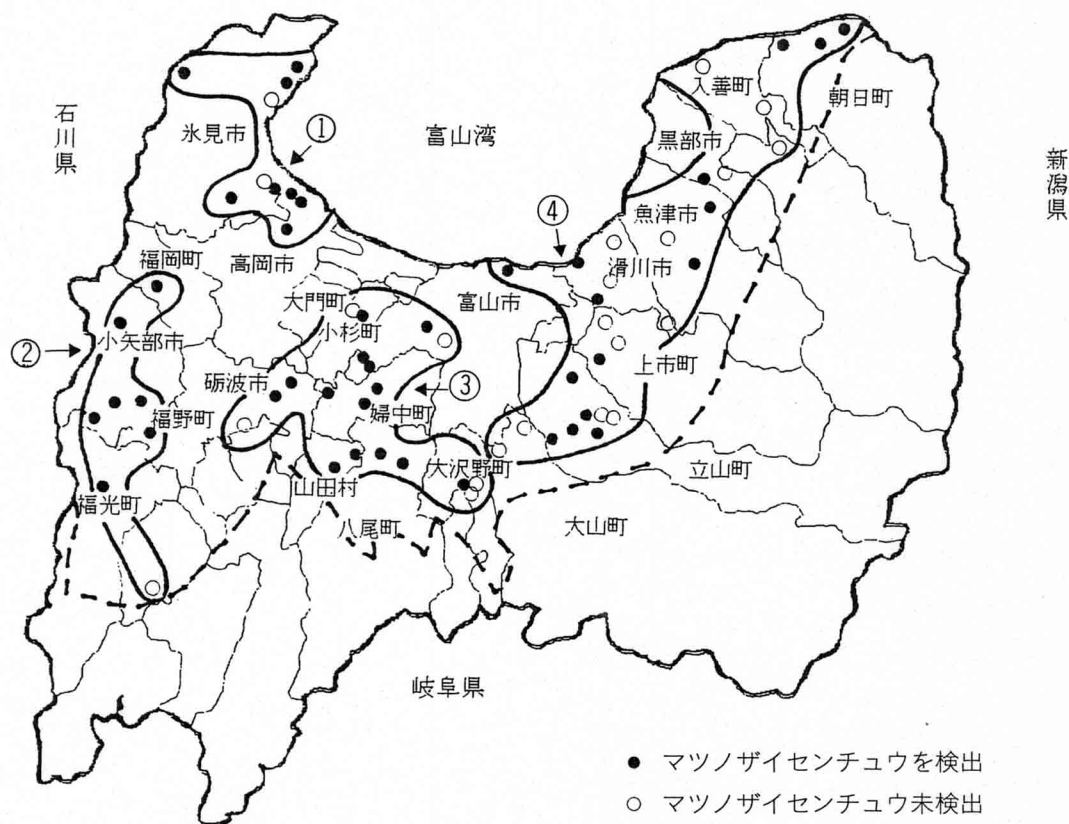 石川県
氷見市
①
富山湾
入善町
朝日町
黒部市
新潟県
④
魚津市
滑川市
福岡町
高岡市
大門町
富山市
小杉町
②
小矢部市
上市町
砺波市
③
福野町
婦中町
大沢野町
立山町
山田村
福光町
八尾町
大山町
岐阜県
● マツノザイセンチュウを検出
○ マツノザイセンチュウ未検出